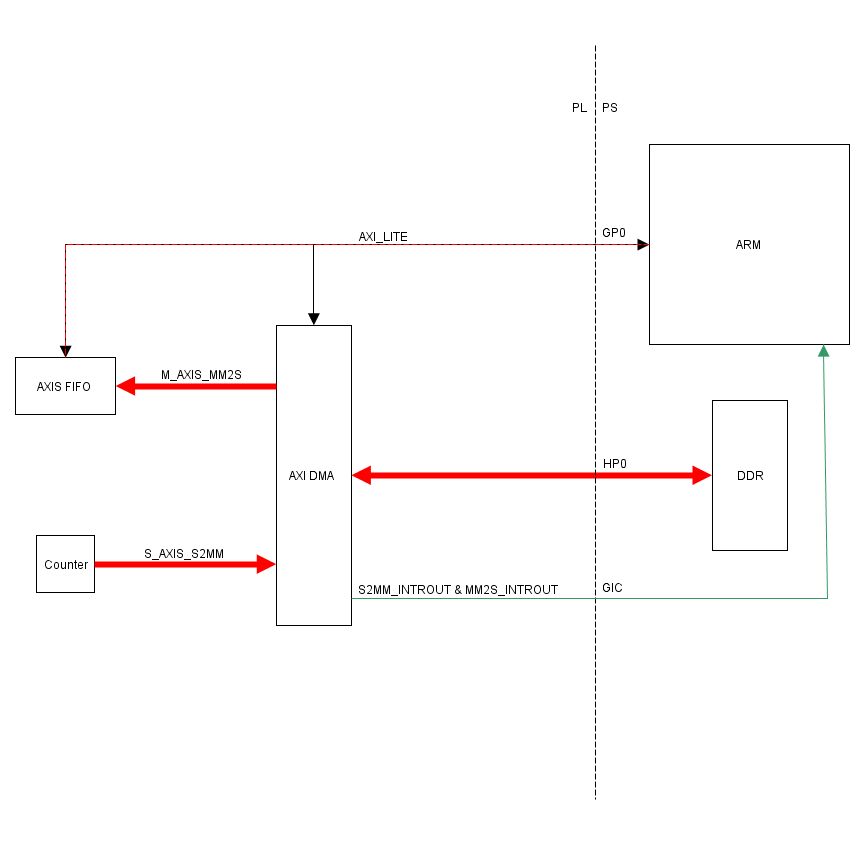 PL
PS
AXI_LITE
GP0
ARM
M_AXIS_MM2S
AXIS FIFO
HP0
AXI DMA
DDR
S_AXIS_S2MM
Counter
S2MM_INTROUT & MM2S_INTROUT
GIC